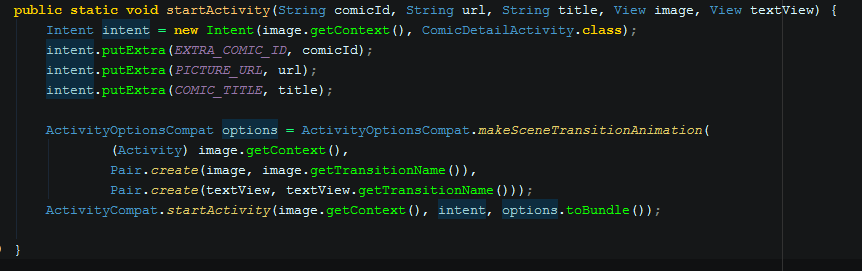 public static void startActivity(String comicId, String url, String title, View image, View textView) {
Intent intent = new Intent(image.getContext(), ComicDetailActivity.class);
intent.putExtra(EXTRA_COMIC_ID, comicId);
intent.putExtra(PICTURE_URL, url);
intent.putExtra(COMIC_TITLE, title);
ActivityOptionsCompat options = ActivityOptionsCompat.makeSceneTransitionAnimation(
(Activity) image.getContext(),
Pair.create(image, image.getTransitionName()),
Pair.create(textView, textView.getTransitionName()));
ActivityCompat.startActivity(image.getContext(), intent, options.toBundle());
}